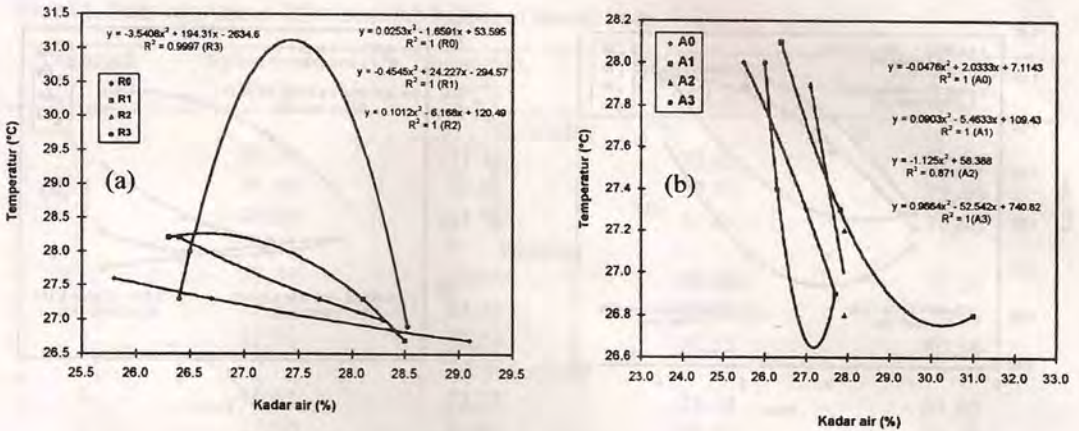 31.5
31.0
30.5
30.0
29.5
29.0
28.5
28.0
27.5
27.0
26.5
Temperatur (°C)
y = -3.5408x² + 194.31x - 2634.6
R² = 0.9997 (R3)
y = 0.0253x² - 1.6591x + 53.595
R² = 1 (R0)
y = -0.4545x² + 24.227x - 294.57
R² = 1 (R1)
y = 0.1012x² - 6.168x + 120.49
R² = 1 (R2)
R0
R1
R2
R3
(a)
25.5 26.0 26.5 27.0 27.5 28.0 28.5 29.0 29.5
Kadar air (%)
28.2
28.0
27.8
27.6
27.4
27.2
27.0
26.8
26.6
Temperatur (°C)
A0
A1
A2
A3
y = -0.0476x² + 2.0333x + 7.1143
R² = 1 (A0)
y = 0.0903x² - 5.4633x + 109.43
R² = 1 (A1)
y = -1.125x² + 58.388
R² = 0.871 (A2)
y = 0.9664x² - 52.542x + 740.82
R² = 1(A3)
(b)
23.0 24.0 25.0 26.0 27.0 28.0 29.0 30.0 31.0 32.0 33.0
Kadar air (%)